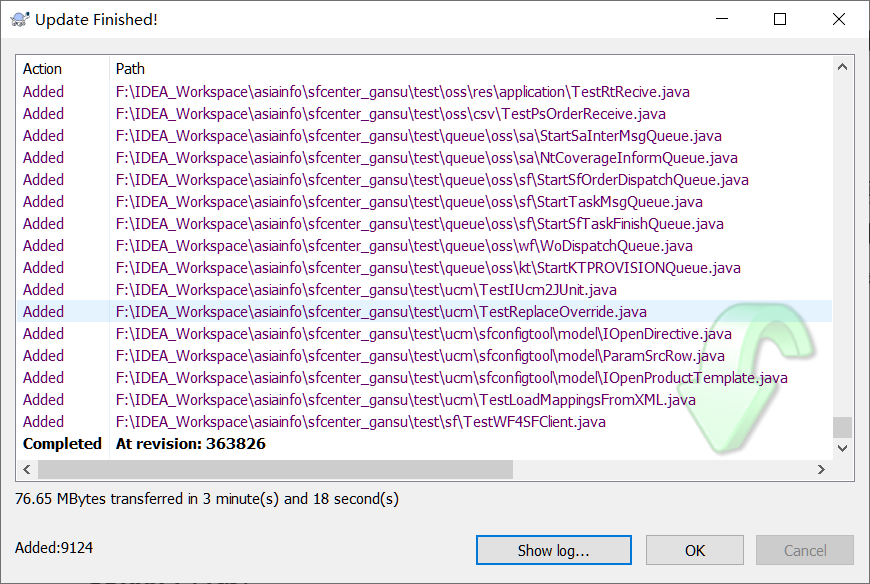 Update Finished!
Action Path
Added F:\IDEA_Workspace\asiainfo\sfcenter_gansu\test\oss\res\application\TestRtRecive.java
Added F:\IDEA_Workspace\asiainfo\sfcenter_gansu\test\oss\csv\TestPsOrderReceive.java
Added F:\IDEA_Workspace\asiainfo\sfcenter_gansu\test\queue\oss\sa\StartSaInterMsgQueue.java
Added F:\IDEA_Workspace\asiainfo\sfcenter_gansu\test\queue\oss\sa\NtCoverageInformQueue.java
Added F:\IDEA_Workspace\asiainfo\sfcenter_gansu\test\queue\oss\sf\StartSfOrderDispatchQueue.java
Added F:\IDEA_Workspace\asiainfo\sfcenter_gansu\test\queue\oss\sf\StartTaskMsgQueue.java
Added F:\IDEA_Workspace\asiainfo\sfcenter_gansu\test\queue\oss\sf\StartSfTaskFinishQueue.java
Added F:\IDEA_Workspace\asiainfo\sfcenter_gansu\test\queue\oss\wf\WoDispatchQueue.java
Added F:\IDEA_Workspace\asiainfo\sfcenter_gansu\test\queue\oss\kt\StartKTPROVISIONQueue.java
Added F:\IDEA_Workspace\asiainfo\sfcenter_gansu\test\ucm\TestIUcm2JUnit.java
Added F:\IDEA_Workspace\asiainfo\sfcenter_gansu\test\ucm\TestReplaceOverride.java
Added F:\IDEA_Workspace\asiainfo\sfcenter_gansu\test\ucm\sfconfigtool\model\IOpenDirective.java
Added F:\IDEA_Workspace\asiainfo\sfcenter_gansu\test\ucm\sfconfigtool\model\ParamSrcRow.java
Added F:\IDEA_Workspace\asiainfo\sfcenter_gansu\test\ucm\sfconfigtool\model\IOpenProductTemplate.java
Added F:\IDEA_Workspace\asiainfo\sfcenter_gansu\test\ucm\TestLoadMappingsFromXML.java
Added F:\IDEA_Workspace\asiainfo\sfcenter_gansu\test\sf\TestWF4SFClient.java
Completed At revision: 363826
76.65 MBytes transferred in 3 minute(s) and 18 second(s)
Added:9124
Show log... OK Cancel